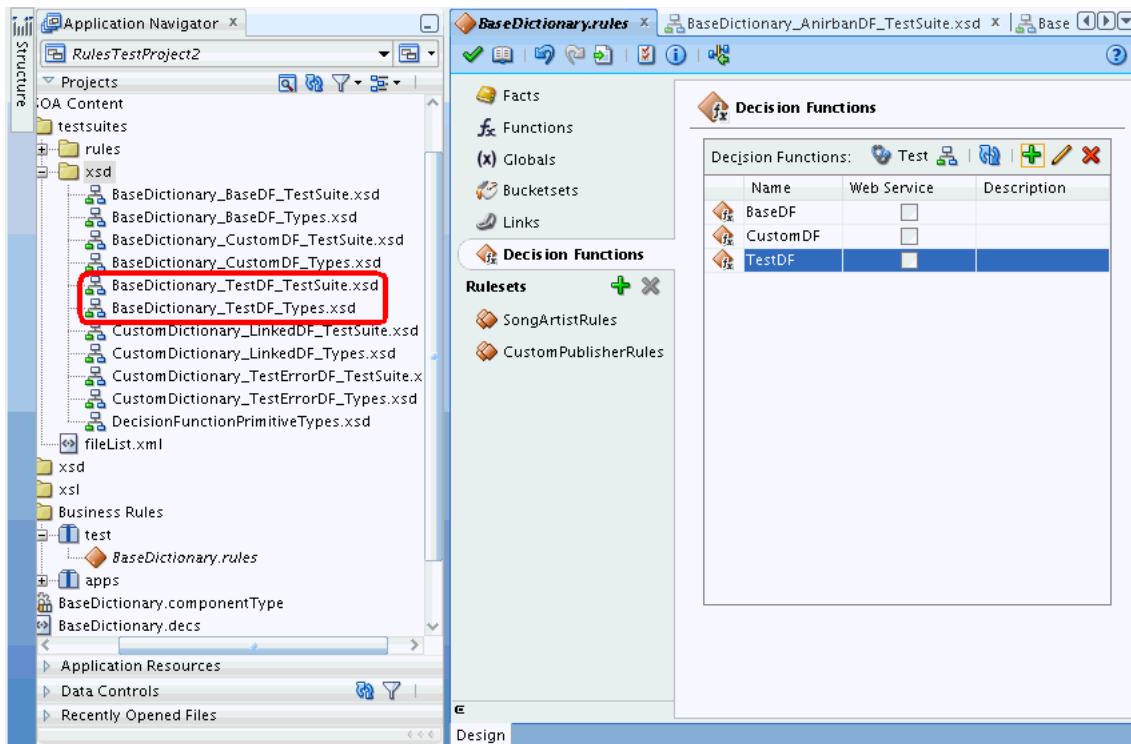 Structure
Application Navigator x
RulesTestProject2
Projects
SOA Content
testsuites
rules
xsd
BaseDictionary_BaseDF_TestSuite.xsd
BaseDictionary_BaseDF_Types.xsd
BaseDictionary_CustomDF_TestSuite.xsd
BaseDictionary_CustomDF_Types.xsd
BaseDictionary_TestDF_TestSuite.xsd
BaseDictionary_TestDF_Types.xsd
CustomDictionary_LinkedDF_TestSuite.xsd
CustomDictionary_LinkedDF_Types.xsd
CustomDictionary_TestErrorDF_TestSuite.x
CustomDictionary_TestErrorDF_Types.xsd
DecisionFunctionPrimitiveTypes.xsd
fileList.xml
xsd
xsl
Business Rules
test
BaseDictionary.rules
apps
BaseDictionary.componentType
BaseDictionary.decs
Application Resources
Data Controls
Recently Opened Files
BaseDictionary.rules x
BaseDictionary_AnirbanDF_TestSuite.xsd x
Base
Facts
Functions
Globals
Bucketsets
Links
Decision Functions
Rulesets
SongArtistRules
CustomPublisherRules
Decision Functions
Decision Functions: Test
Name Web Service Description
BaseDF
CustomDF
TestDF
Design